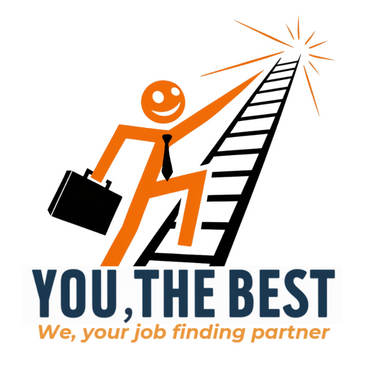 YOU, THE BEST
We, your job finding partner